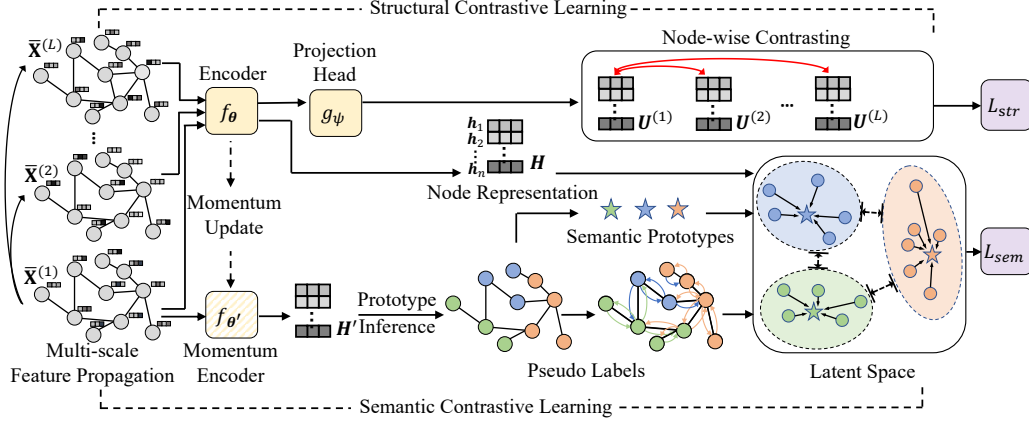 Structural Contrastive Learning
X̄^(L)
Encoder
f_θ
Projection
Head
g_ψ
Node-wise Contrasting
U^(1)
U^(2)
...
U^(L)
L_str
X̄^(2)
Momentum
Update
h_1
h_2
h_n
H
Node Representation
Semantic Prototypes
X̄^(1)
f_θ'
H'
Prototype
Inference
L_sem
Multi-scale
Feature Propagation
Momentum
Encoder
Pseudo Labels
Latent Space
Semantic Contrastive Learning